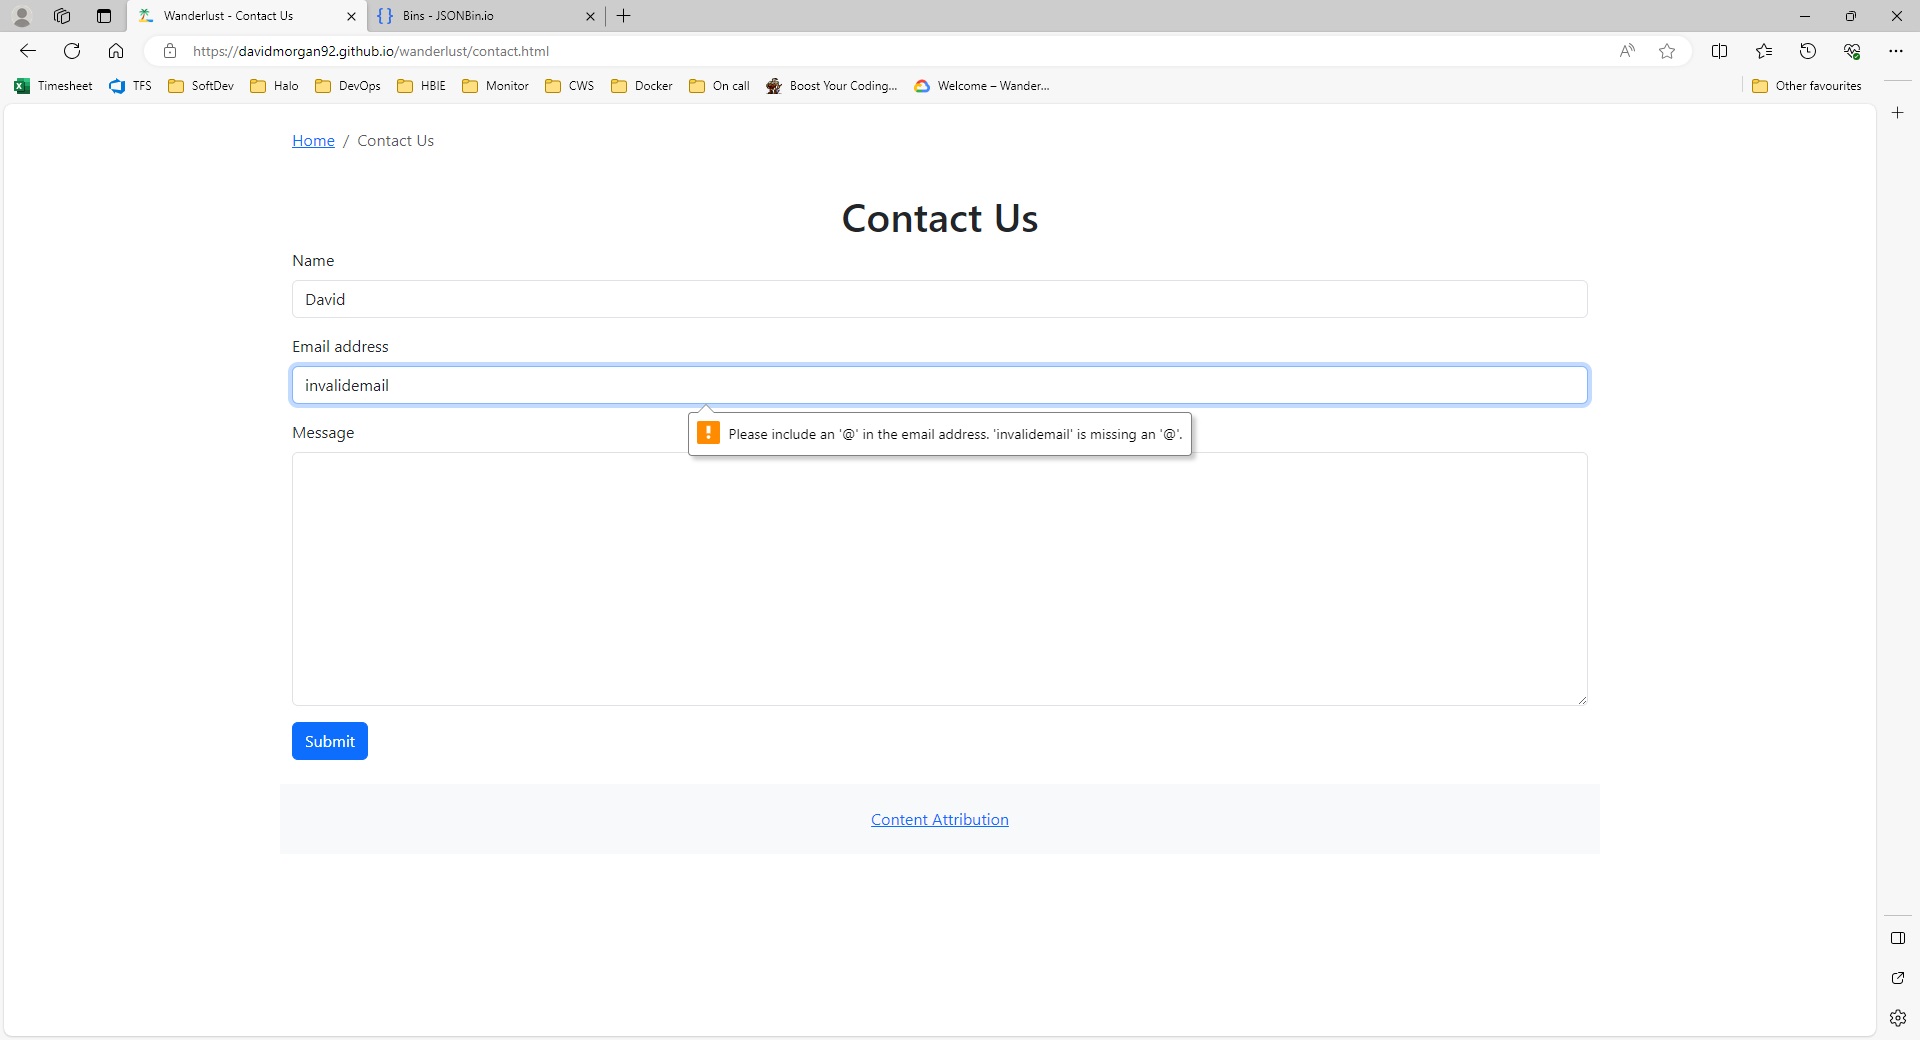 Wanderlust - Contact Us
Bins - JSONBin.io
https://davidmorgan92.github.io/wanderlust/contact.html
Timesheet TFS SoftDev Halo DevOps HBIE Monitor CWS Docker On call Boost Your Coding... Welcome – Wander... Other favourites
Home / Contact Us
Contact Us
Name
David
Email address
invalidemail
Please include an '@' in the email address. 'invalidemail' is missing an '@'.
Message
Submit
Content Attribution